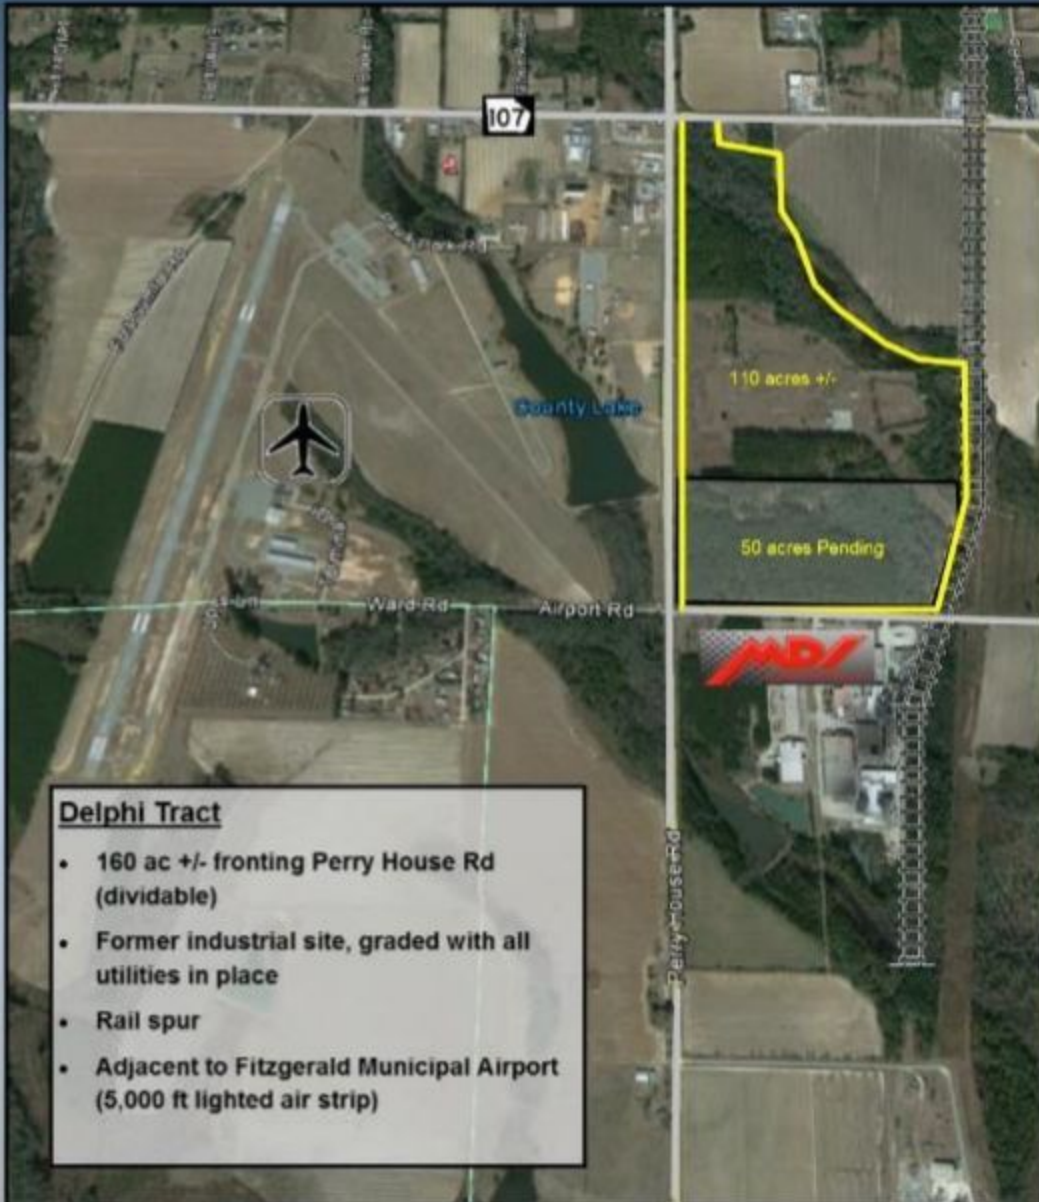 107
County Lake
110 acres +/-
50 acres Pending
Ward Rd
Airport Rd
MDI
Perry House Rd
Delphi Tract
• 160 ac +/- fronting Perry House Rd
(dividable)
• Former industrial site, graded with all
utilities in place
• Rail spur
• Adjacent to Fitzgerald Municipal Airport
(5,000 ft lighted air strip)